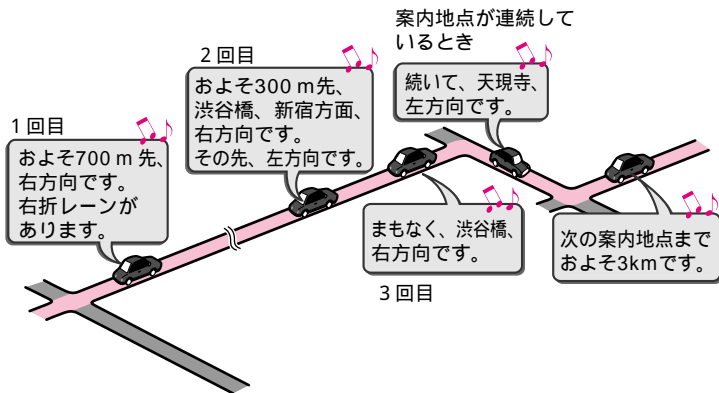 1回目
およそ700ｍ先、
右方向です。
右折レーンが
あります。
2回目
およそ300ｍ先、
渋谷橋、新宿方面、
右方向です。
その先、左方向です。
まもなく、渋谷橋、
右方向です。
3回目
案内地点が連続して
いるとき
続いて、天現寺、
左方向です。
次の案内地点まで
およそ3kmです。